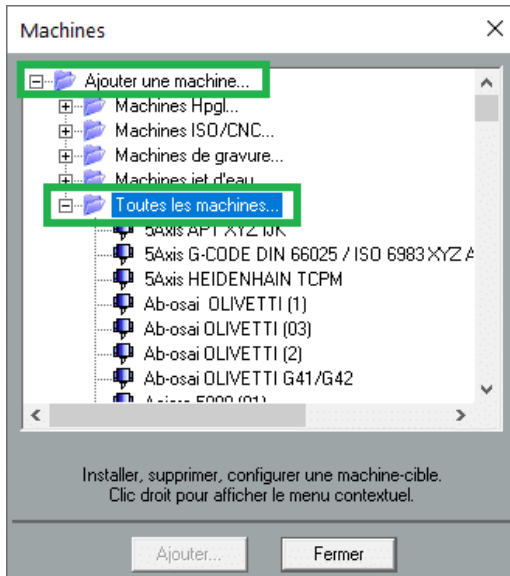 Machines
Ajouter une machine...
Machines Hpgl...
Machines ISO/CNC...
Machines de gravure...
Machines jet d'eau
Toutes les machines...
5Axis APT XYZ IJK
5Axis G-CODE DIN 66025 / ISO 6983 XYZ A
5Axis HEIDENHAIN TCPM
Ab-osai OLIVETTI (1)
Ab-osai OLIVETTI (03)
Ab-osai OLIVETTI (2)
Ab-osai OLIVETTI G41/G42
Installer, supprimer, configurer une machine-cible.
Clic droit pour afficher le menu contextuel.
Ajouter...
Fermer